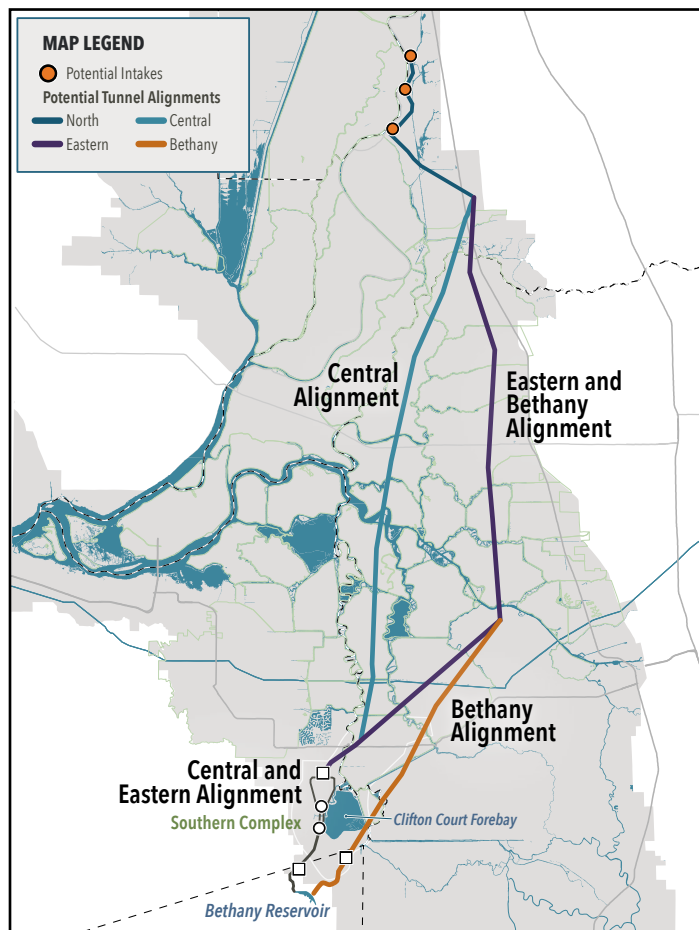 MAP LEGEND
Potential Intakes
Potential Tunnel Alignments
North
Central
Eastern
Bethany
Central
Alignment
Eastern and
Bethany
Alignment
Bethany
Alignment
Central and
Eastern Alignment
Southern Complex
Clifton Court Forebay
Bethany Reservoir